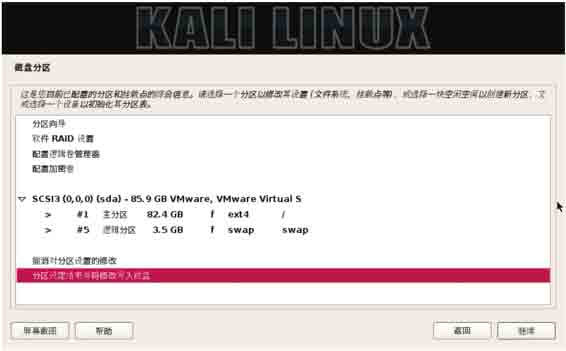 KALI LINUX
磁盘分区
这是您目前已配置的分区和挂载点的综合信息。请选择一个分区以修改其设置 (文件系统、挂载点等)、或选择一块空闲空间以创建新分区、又
或选择一个设备以初始化其分区表。
分区向导
软件 RAID 设置
配置逻辑卷管理器
配置加密卷
SCSI3 (0,0,0) (sda) - 85.9 GB VMware, VMware Virtual S
> #1 主分区 82.4 GB f ext4 /
> #5 逻辑分区 3.5 GB f swap swap
撤消对分区设置的修改
分区设定结束并将修改写入磁盘
屏幕截图
帮助
返回
继续